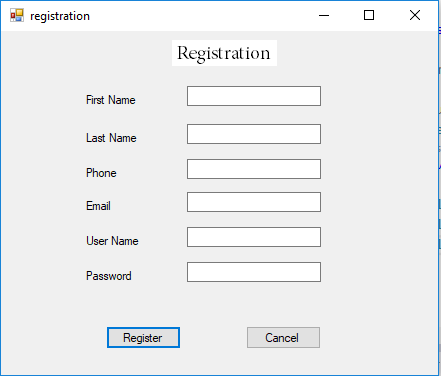 registration
Registration
First Name
Last Name
Phone
Email
User Name
Password
Register Cancel